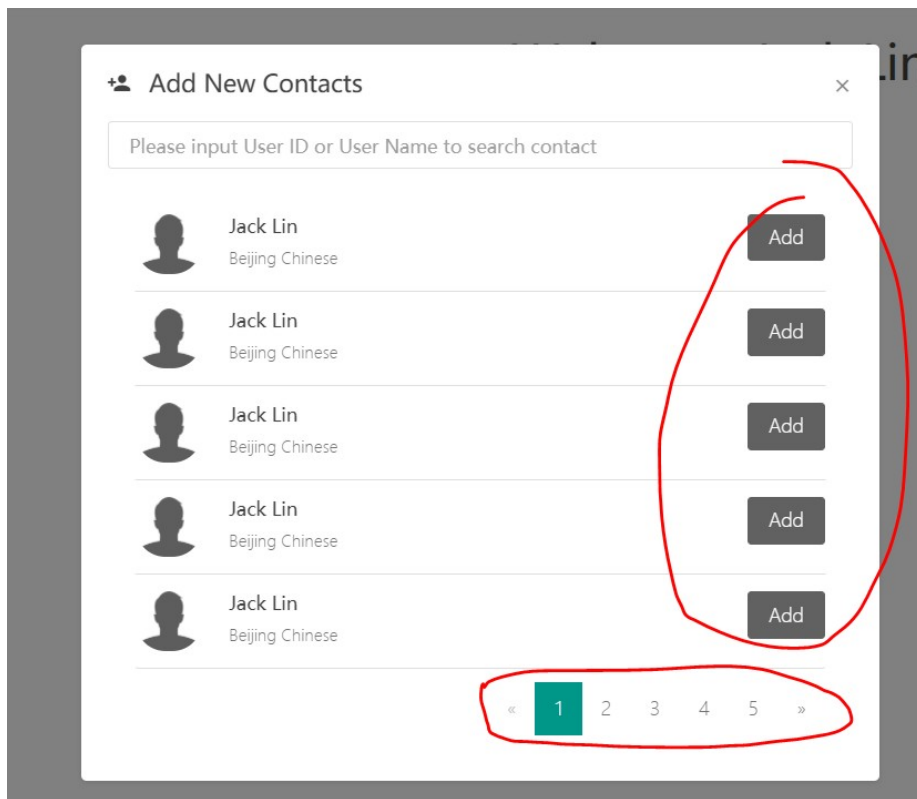 Add New Contacts ×
Please input User ID or User Name to search contact
Jack Lin
Beijing Chinese
Add
Jack Lin
Beijing Chinese
Add
Jack Lin
Beijing Chinese
Add
Jack Lin
Beijing Chinese
Add
Jack Lin
Beijing Chinese
Add
« 1 2 3 4 5 »